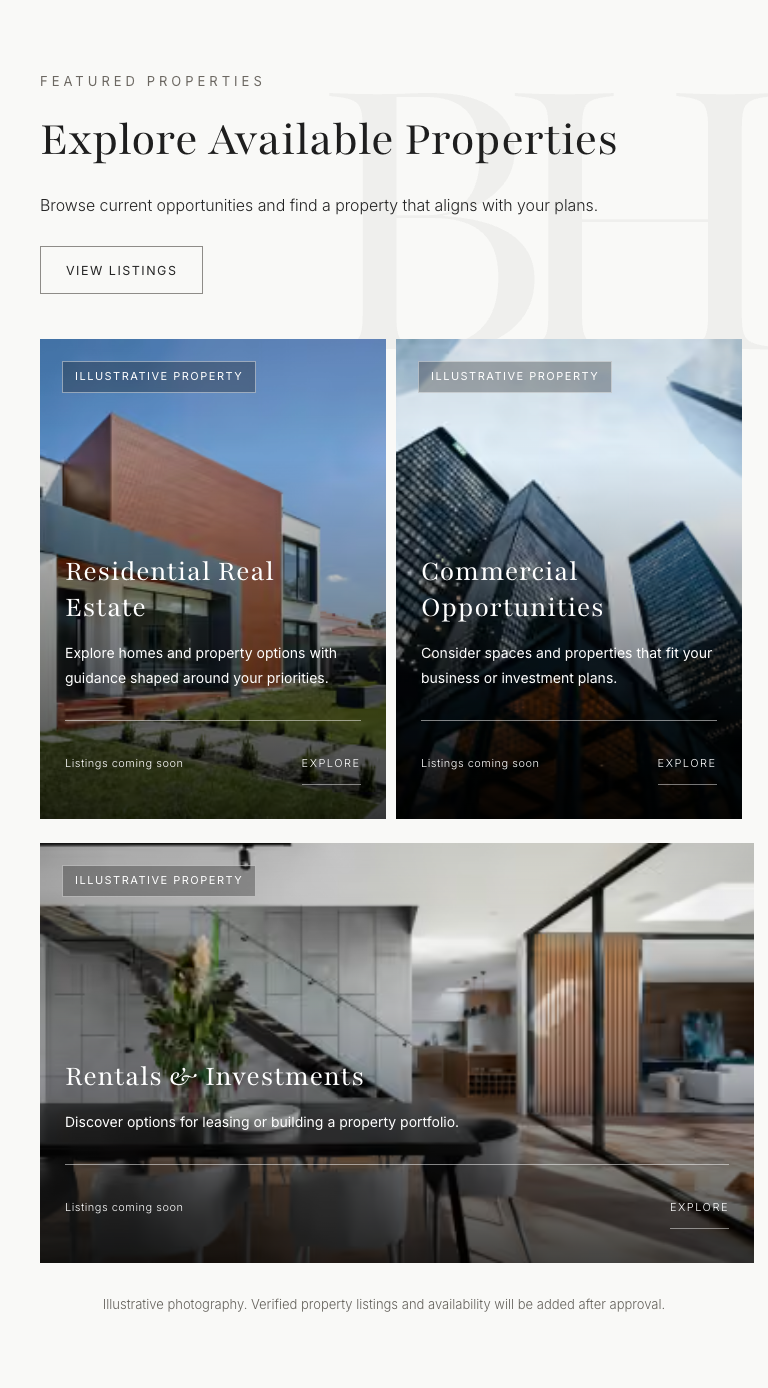 FEATURED PROPERTIES
BH
Explore Available Properties
Browse current opportunities and find a property that aligns with your plans.
VIEW LISTINGS
ILLUSTRATIVE PROPERTY
Residential Real
Estate
Explore homes and property options with
guidance shaped around your priorities.
Listings coming soon
EXPLORE
ILLUSTRATIVE PROPERTY
Commercial
Opportunities
Consider spaces and properties that fit your
business or investment plans.
Listings coming soon
EXPLORE
ILLUSTRATIVE PROPERTY
Rentals & Investments
Discover options for leasing or building a property portfolio.
Listings coming soon
EXPLORE
Illustrative photography. Verified property listings and availability will be added after approval.